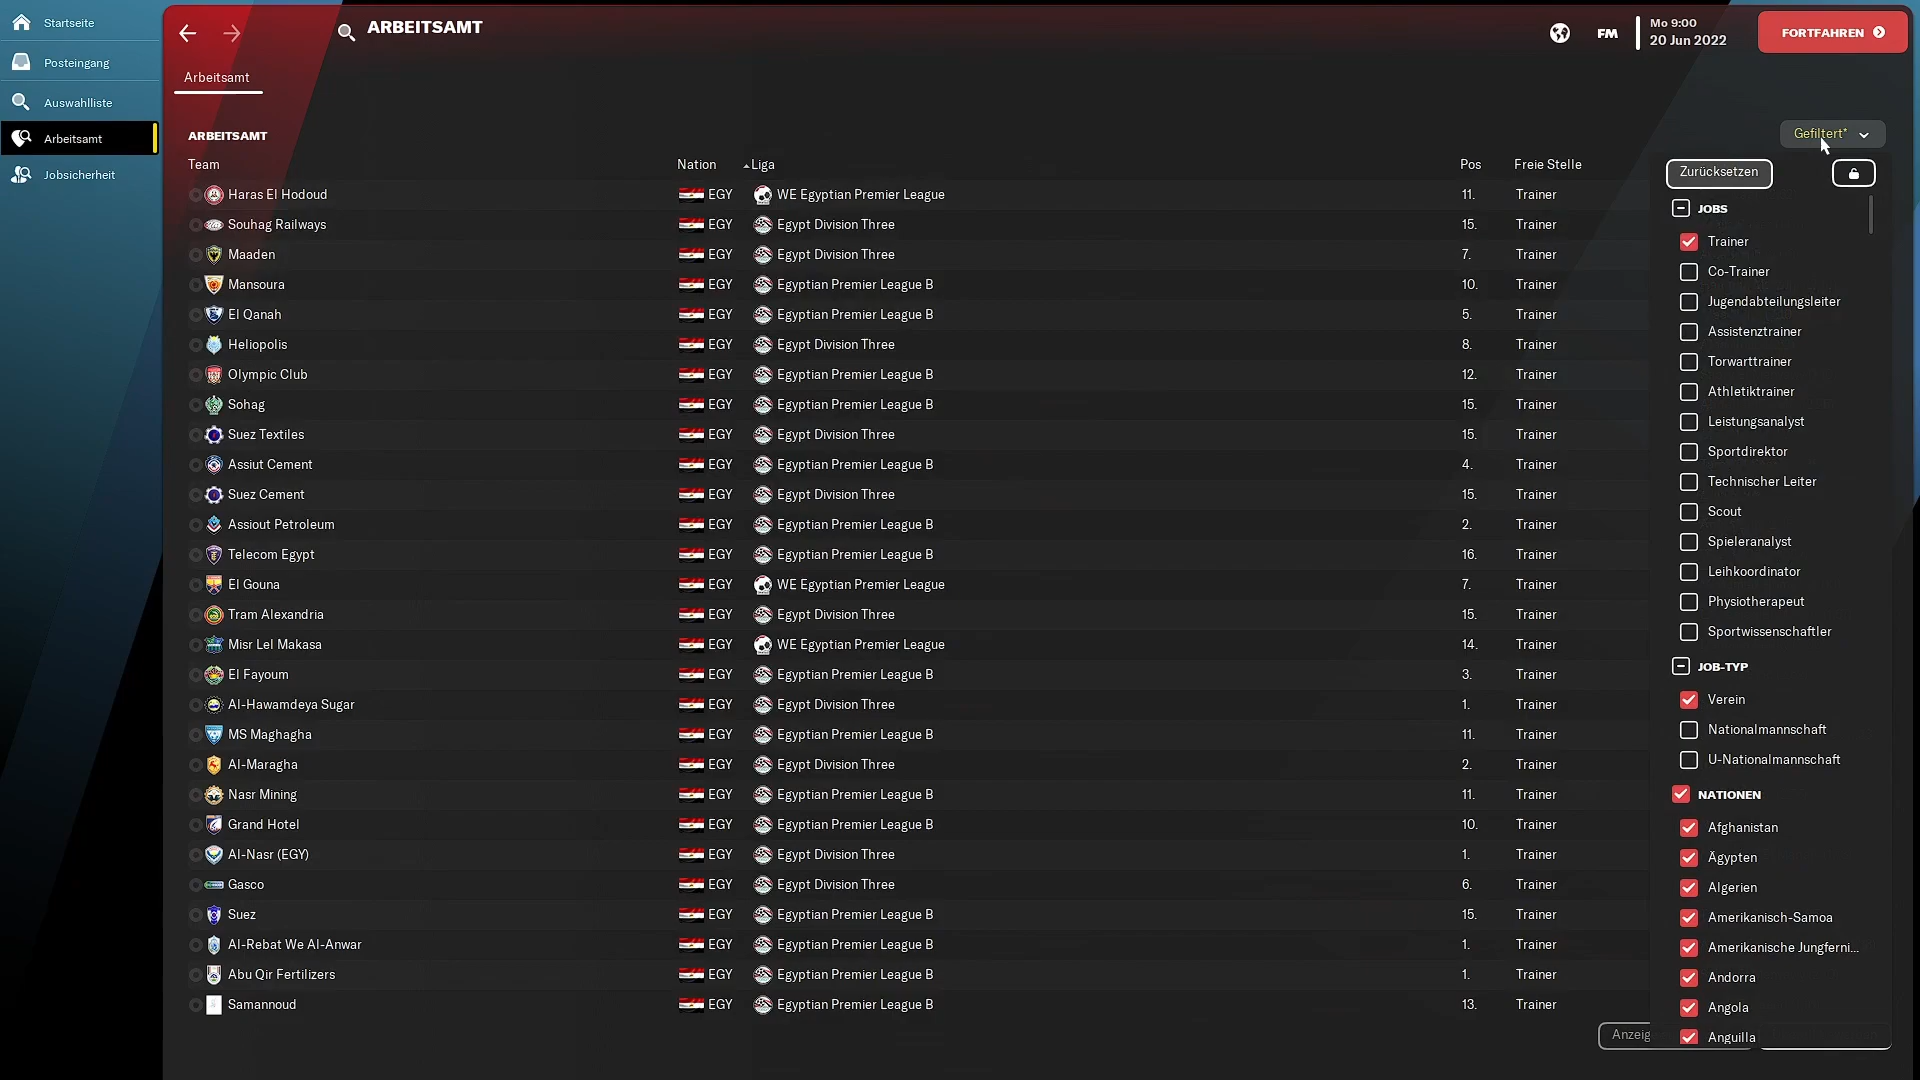 Startseite
Posteingang
Auswahlliste
Arbeitsamt
Jobsicherheit
ARBEITSAMT
FM
Mo 9:00
20 Jun 2022
FORTFAHREN
Arbeitsamt
ARBEITSAMT
Gefiltert*
Team Nation Liga Pos Freie Stelle
Haras El Hodoud EGY WE Egyptian Premier League 11. Trainer
Souhag Railways EGY Egypt Division Three 15. Trainer
Maaden EGY Egypt Division Three 7. Trainer
Mansoura EGY Egyptian Premier League B 10. Trainer
El Qanah EGY Egyptian Premier League B 5. Trainer
Heliopolis EGY Egypt Division Three 8. Trainer
Olympic Club EGY Egyptian Premier League B 12. Trainer
Sohag EGY Egyptian Premier League B 15. Trainer
Suez Textiles EGY Egypt Division Three 15. Trainer
Assiut Cement EGY Egyptian Premier League B 4. Trainer
Suez Cement EGY Egypt Division Three 15. Trainer
Assiout Petroleum EGY Egyptian Premier League B 2. Trainer
Telecom Egypt EGY Egyptian Premier League B 16. Trainer
El Gouna EGY WE Egyptian Premier League 7. Trainer
Tram Alexandria EGY Egypt Division Three 15. Trainer
Misr Lel Makasa EGY WE Egyptian Premier League 14. Trainer
El Fayoum EGY Egyptian Premier League B 3. Trainer
Al-Hawamdeya Sugar EGY Egypt Division Three 1. Trainer
MS Maghagha EGY Egyptian Premier League B 11. Trainer
Al-Maragha EGY Egypt Division Three 2. Trainer
Nasr Mining EGY Egyptian Premier League B 11. Trainer
Grand Hotel EGY Egyptian Premier League B 10. Trainer
Al-Nasr (EGY) EGY Egypt Division Three 1. Trainer
Gasco EGY Egypt Division Three 6. Trainer
Suez EGY Egyptian Premier League B 15. Trainer
Al-Rebat We Al-Anwar EGY Egyptian Premier League B 1. Trainer
Abu Qir Fertilizers EGY Egyptian Premier League B 1. Trainer
Samannoud EGY Egyptian Premier League B 13. Trainer
Zurücksetzen
JOBS
Trainer
Co-Trainer
Jugendabteilungsleiter
Assistenztrainer
Torwarttrainer
Athletiktrainer
Leistungsanalyst
Sportdirektor
Technischer Leiter
Scout
Spieleranalyst
Leihkoordinator
Physiotherapeut
Sportwissenschaftler
JOB-TYP
Verein
Nationalmannschaft
U-Nationalmannschaft
NATIONEN
Afghanistan
Ägypten
Algerien
Amerikanisch-Samoa
Amerikanische Jungferni...
Andorra
Angola
Anguilla
Anzeig